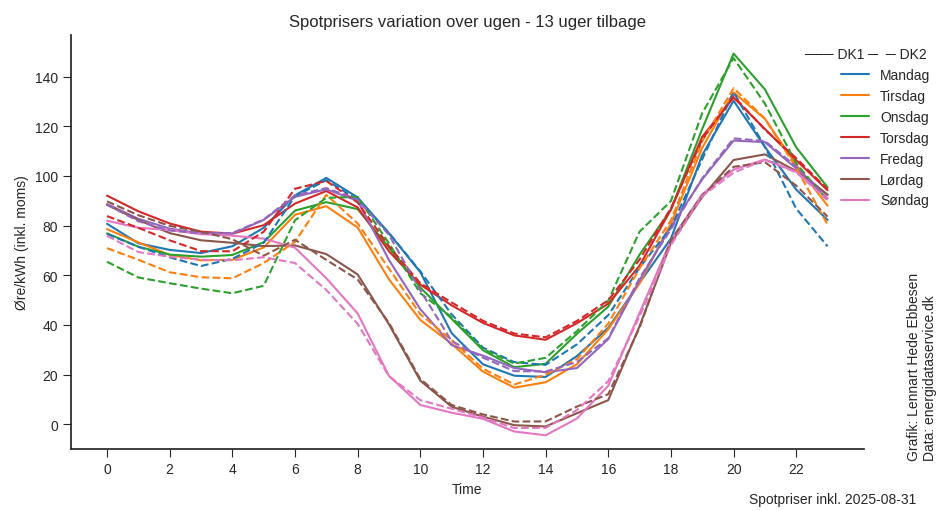 Spotprisers variation over ugen - 13 uger tilbage
Øre/kWh (inkl. moms)
140
120
100
80
60
40
20
0
0 2 4 6 8 10 12 14 16 18 20 22
Time
DK1 DK2
Mandag
Tirsdag
Onsdag
Torsdag
Fredag
Lørdag
Søndag
Grafik: Lennart Hede Ebbesen
Data: energidataservice.dk
Spotpriser inkl. 2025-08-31